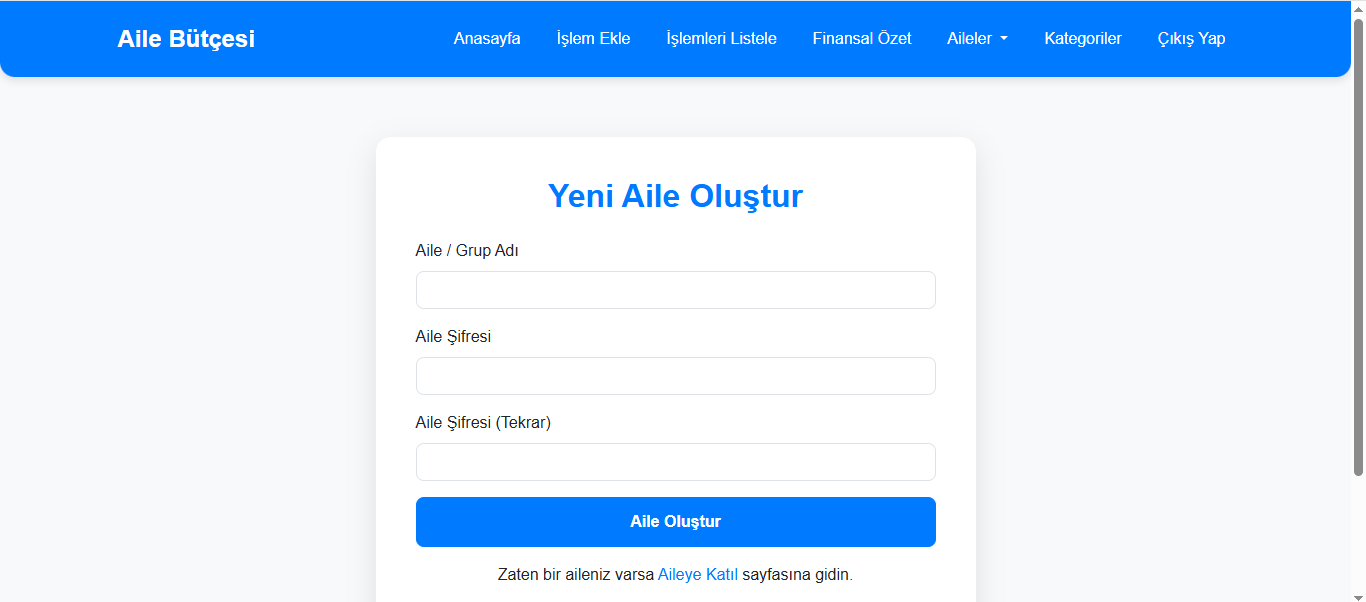 Aile Bütçesi
Anasayfa İşlem Ekle İşlemleri Listele Finansal Özet Aileler Kategoriler Çıkış Yap
Yeni Aile Oluştur
Aile / Grup Adı
Aile Şifresi
Aile Şifresi (Tekrar)
Aile Oluştur
Zaten bir aileniz varsa Aileye Katıl sayfasına gidin.